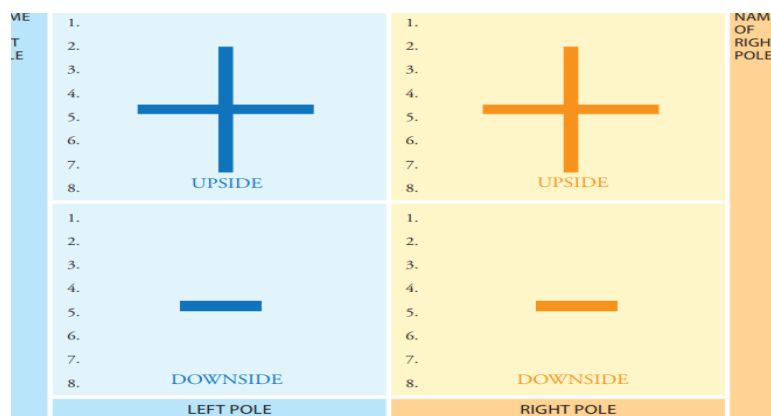 ME
T
LE
1.
2.
3.
4.
5.
6.
7.
8.
UPSIDE
1.
2.
3.
4.
5.
6.
7.
8.
UPSIDE
NAM
OF
RIGH
POLE
1.
2.
3.
4.
5.
6.
7.
8.
DOWNSIDE
1.
2.
3.
4.
5.
6.
7.
8.
DOWNSIDE
LEFT POLE
RIGHT POLE